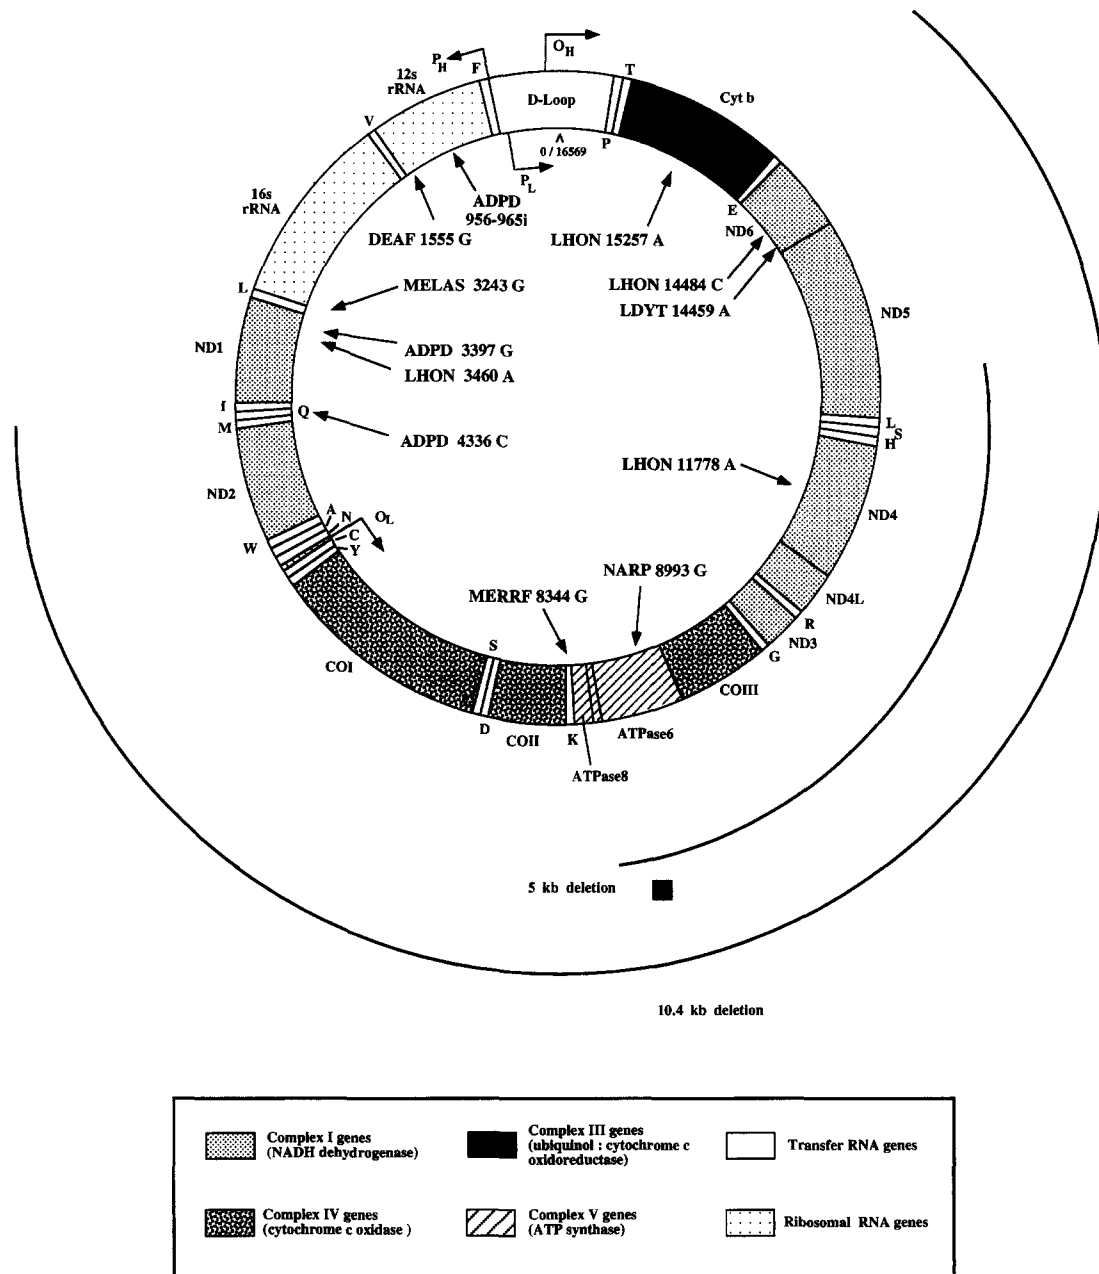 O_H
P_H
F
T
12s
rRNA
D-Loop
Cyt b
V
^
0 / 16569
P
P_L
16s
rRNA
ADPD
956-965i
DEAF 1555 G
LHON 15257 A
E
ND6
L
MELAS 3243 G
LHON 14484 C
LDYT 14459 A
ND5
ND1
ADPD 3397 G
LHON 3460 A
I
Q
M
ADPD 4336 C
L
S
H
LHON 11778 A
ND2
ND4
A
N
O_L
C
Y
W
NARP 8993 G
MERRF 8344 G
ND4L
R
ND3
G
S
COI
COIII
D
COII
K
ATPase6
ATPase8
5 kb deletion
10.4 kb deletion
Complex I genes
(NADH dehydrogenase)
Complex III genes
(ubiquinol : cytochrome c
oxidoreductase)
Transfer RNA genes
Complex IV genes
(cytochrome c oxidase )
Complex V genes
(ATP synthase)
Ribosomal RNA genes